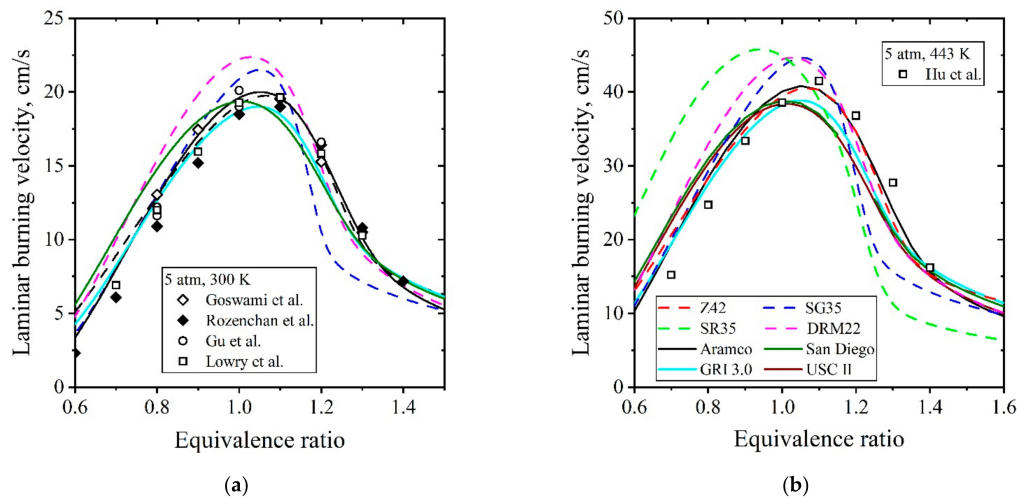 (a)
25
20
15
10
5
0
0.6 0.8 1.0 1.2 1.4
Laminar burning velocity, cm/s
Equivalence ratio
5 atm, 300 K
Goswami et al.
Rozenchan et al.
Gu et al.
Lowry et al.
(a)
(b)
50
40
30
20
10
0
0.6 0.8 1.0 1.2 1.4 1.6
Laminar burning velocity, cm/s
Equivalence ratio
5 atm, 443 K
Hu et al.
Z42 SG35
SR35 DRM22
Aramco San Diego
GRI 3.0 USC II
(b)